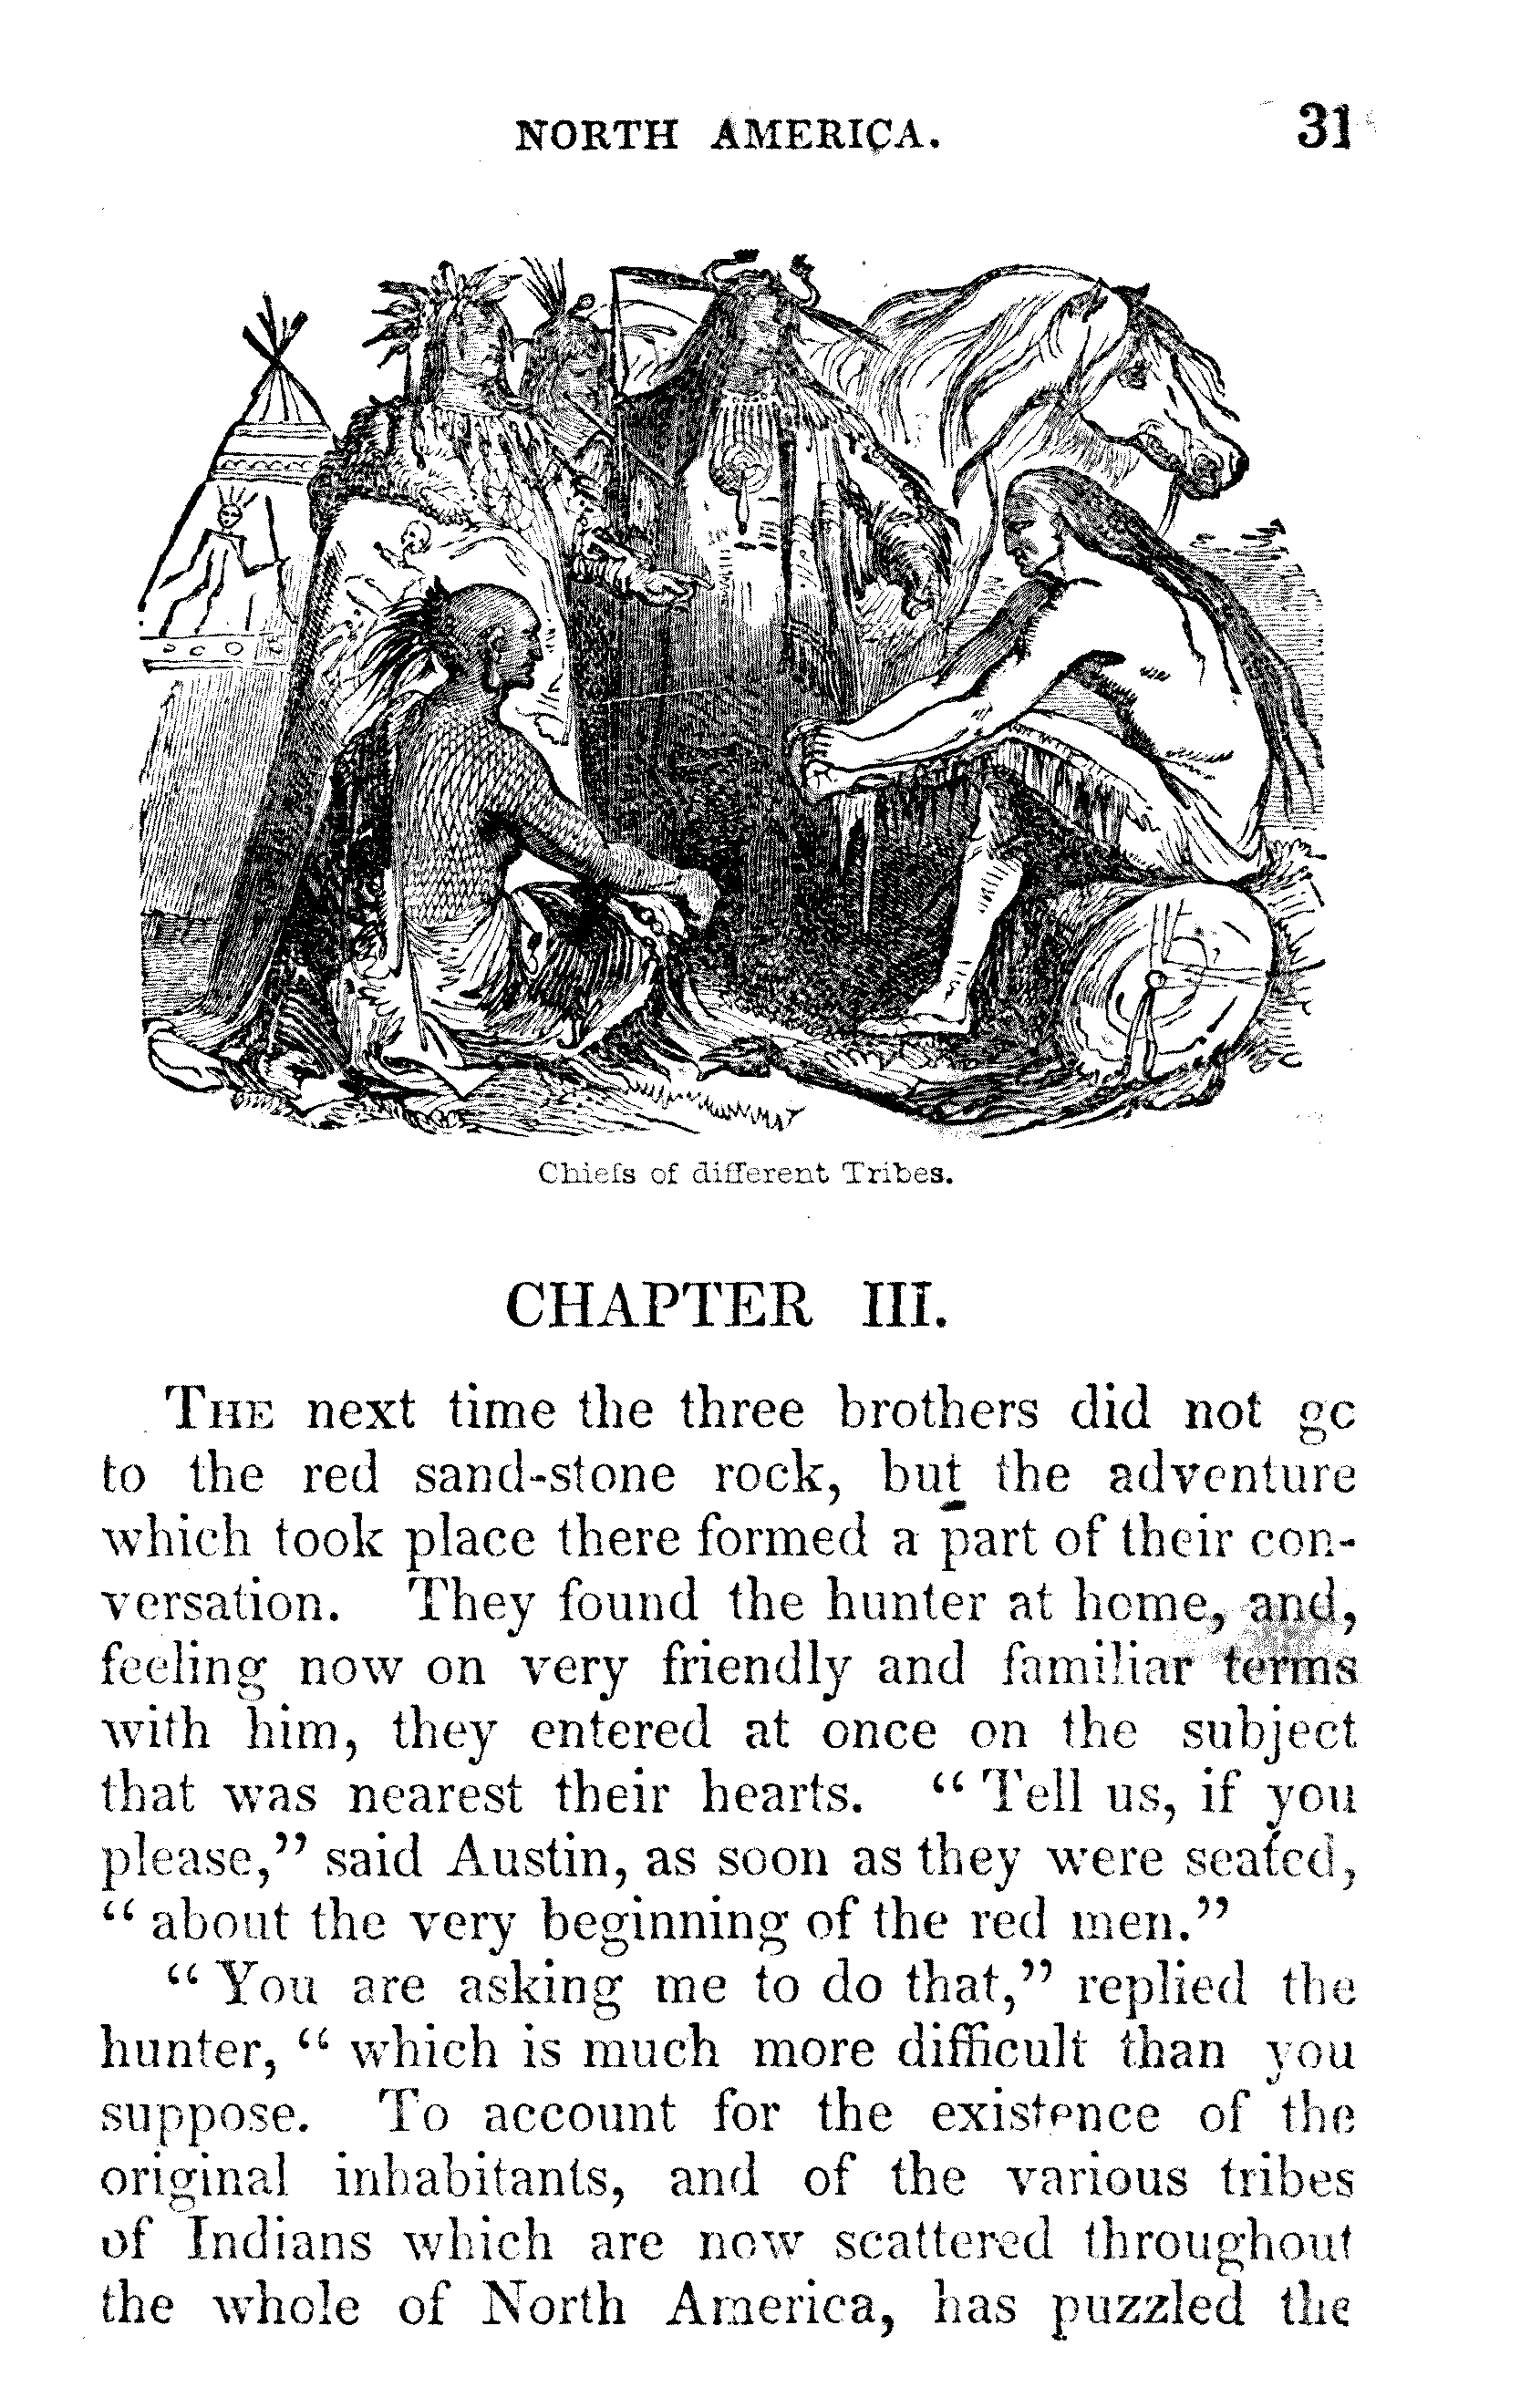 NORTH AMERICA. 31
Chiefs of different Tribes.
CHAPTER III.
THE next time the three brothers did not go
to the red sand-stone rock, but the adventure
which took place there formed a part of their con-
versation. They found the hunter at home, and,
feeling now on very friendly and familiar terms
with him, they entered at once on the subject
that was nearest their hearts. “Tell us, if you
please,” said Austin, as soon as they were seated,
“about the very beginning of the red men.”
“You are asking me to do that,” replied the
hunter, “which is much more difficult than you
suppose. To account for the existence of the
original inhabitants, and of the various tribes
of Indians which are now scattered throughout
the whole of North America, has puzzled the